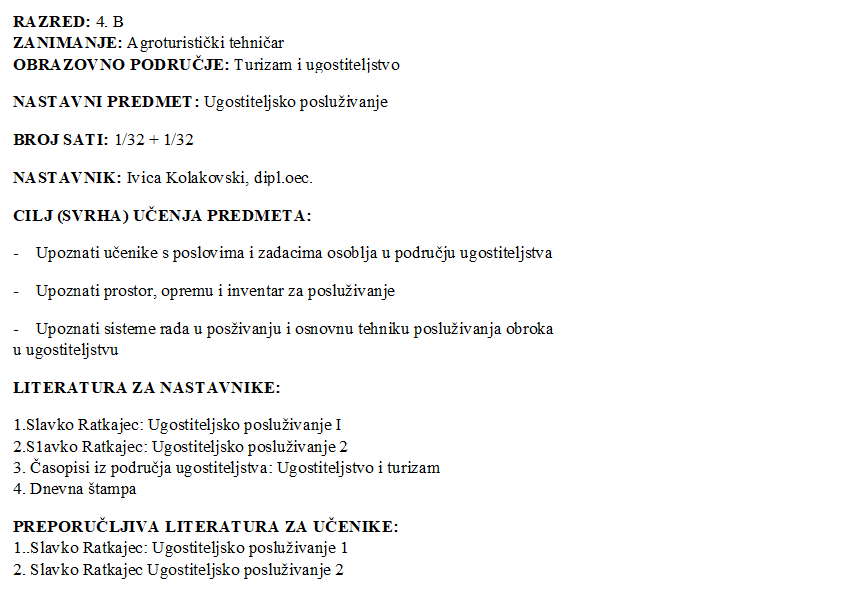 RAZRED: 4. B
ZANIMANJE: Agroturistički tehničar
OBRAZOVNO PODRUČJE: Turizam i ugostiteljstvo
NASTAVNI PREDMET: Ugostiteljsko posluživanje
BROJ SATI: 1/32 + 1/32
NASTAVNIK: Ivica Kolakovski, dipl.oec.
CILJ (SVRHA) UČENJA PREDMETA:
- Upoznati učenike s poslovima i zadacima osoblja u području ugostiteljstva
- Upoznati prostor, opremu i inventar za posluživanje
- Upoznati sisteme rada u posživanju i osnovnu tehniku posluživanja obroka
u ugostiteljstvu
LITERATURA ZA NASTAVNIKE:
1.Slavko Ratkajec: Ugostiteljsko posluživanje I
2.S1avko Ratkajec: Ugostiteljsko posluživanje 2
3. Časopisi iz područja ugostiteljstva: Ugostiteljstvo i turizam
4. Dnevna štampa
PREPORUČLJIVA LITERATURA ZA UČENIKE:
1..Slavko Ratkajec: Ugostiteljsko posluživanje 1
2. Slavko Ratkajec Ugostiteljsko posluživanje 2